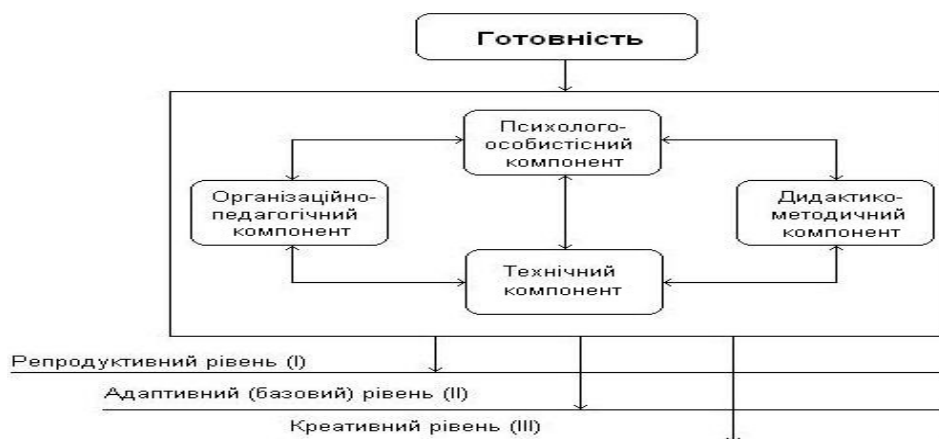 Готовність
Психолого-
особистісний
компонент
Організаційно-
педагогічний
компонент
Дидактико-
методичний
компонент
Технічний
компонент
Репродуктивний рівень (I)
Адаптивний (базовий) рівень (II)
Креативний рівень (III)